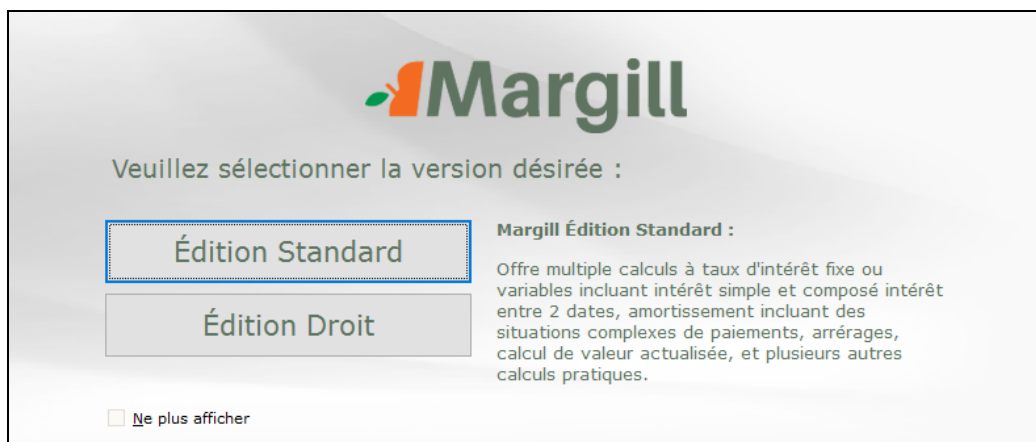 Margill
Veuillez sélectionner la version désirée :
Édition Standard
Édition Droit
Margill Édition Standard :
Offre multiple calculs à taux d'intérêt fixe ou
variables incluant intérêt simple et composé intérêt
entre 2 dates, amortissement incluant des
situations complexes de paiements, arrérages,
calcul de valeur actualisée, et plusieurs autres
calculs pratiques.
Ne plus afficher